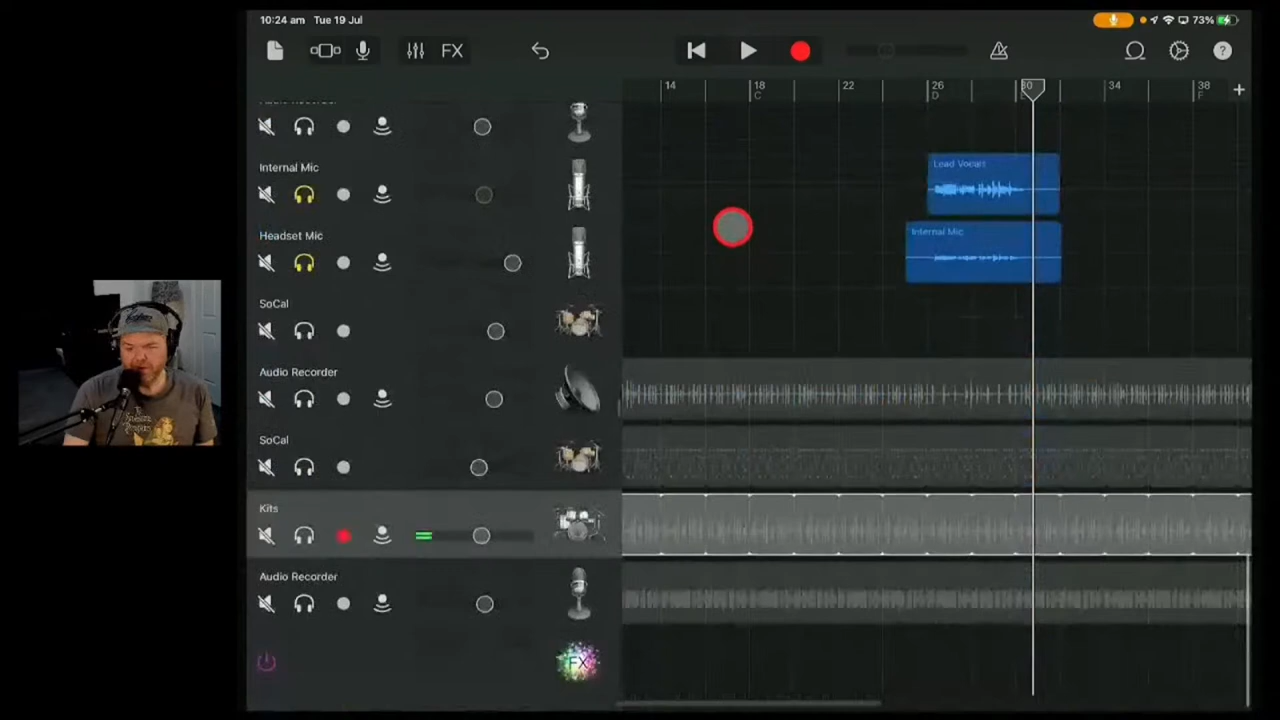 10:24 am Tue 19 Jul
73%
FX
14 18 22 26 30 34 38
C D F
Internal Mic
Lead Vocals
Headset Mic
Internal Mic
SoCal
Audio Recorder
SoCal
Kits
Audio Recorder
FX